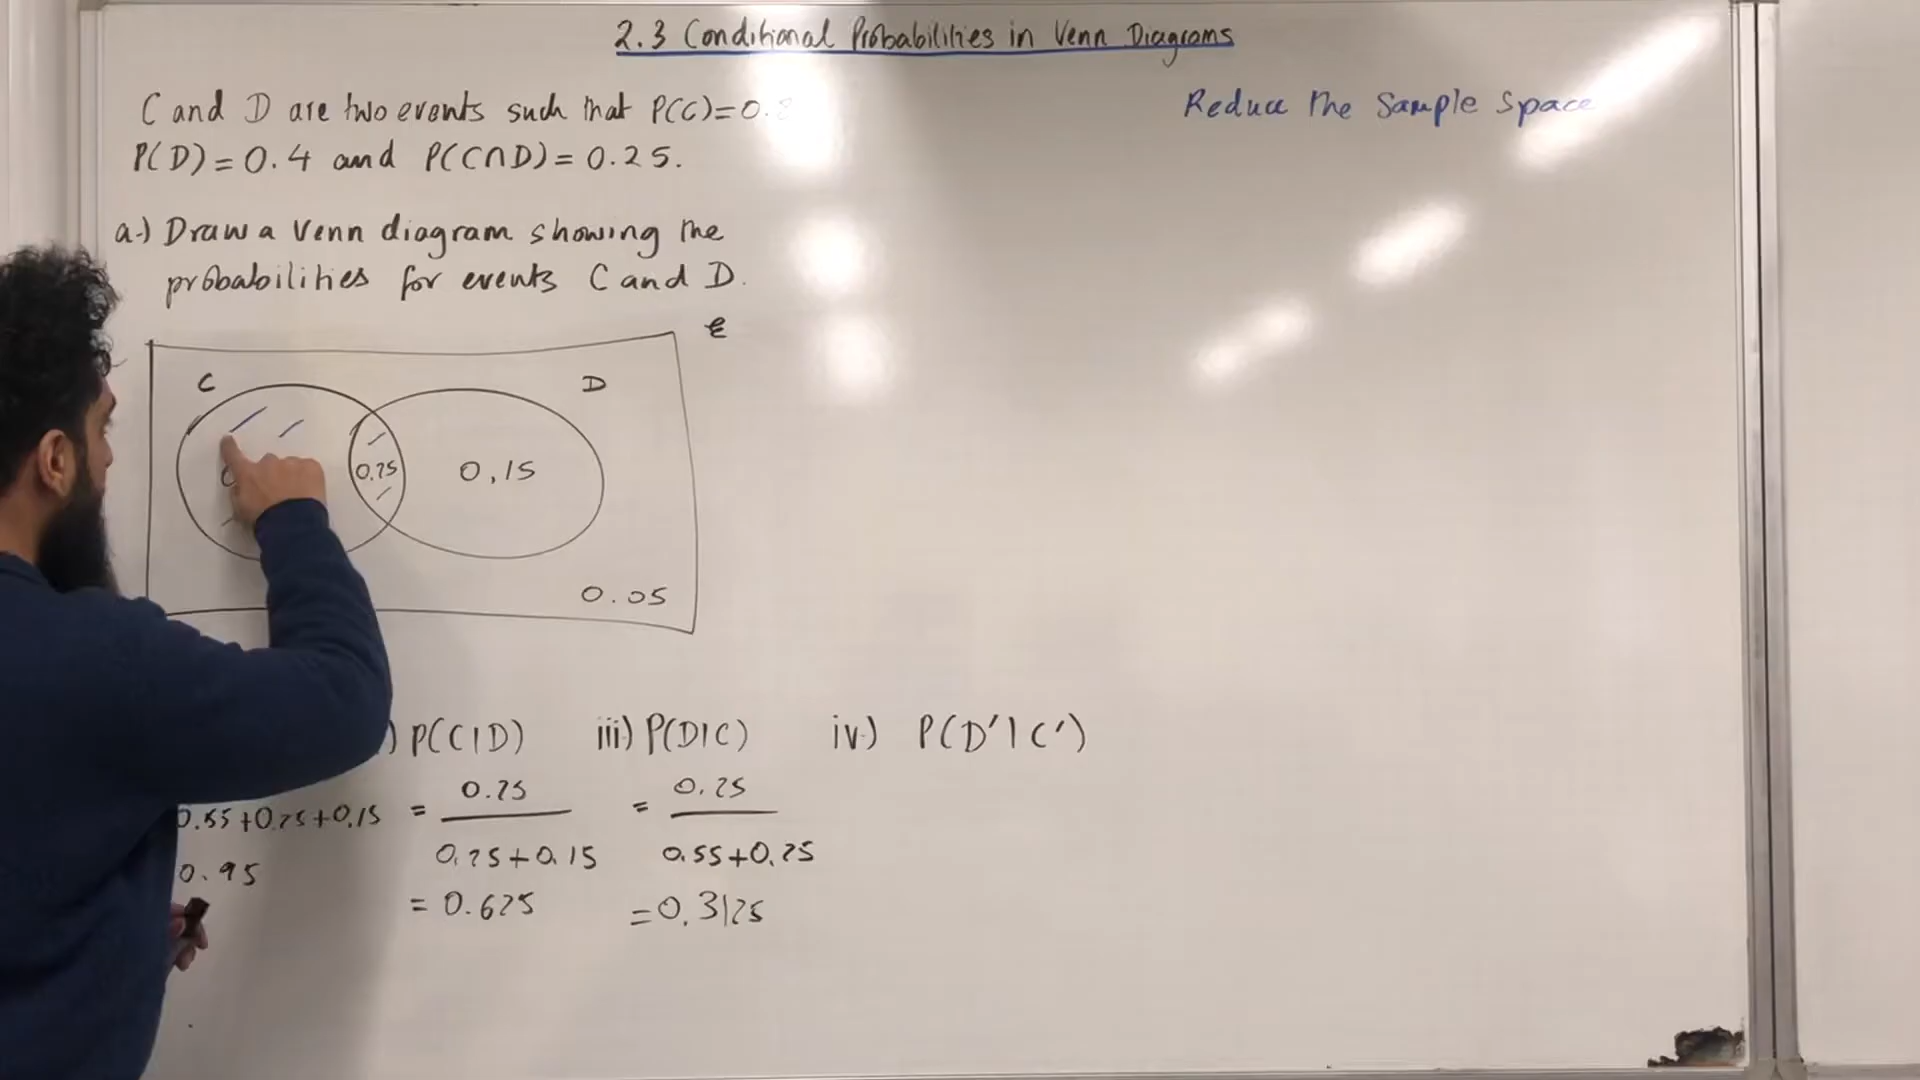 2.3 Conditional Probabilities in Venn Diagrams
C and D are two events such that P(C)=0.8
Reduce the Sample Space
P(D)=0.4 and P(C∩D)=0.25.
a.) Draw a Venn diagram showing the
probabilities for events C and D.
ℰ
C
D
0.25
0.15
0.05
P(C|D)
iii) P(D|C)
iv.) P(D'|C')
0.55+0.25+0.15
0.95
= 0.25
0.25+0.15
= 0.625
= 0.25
0.55+0.25
=0.3125